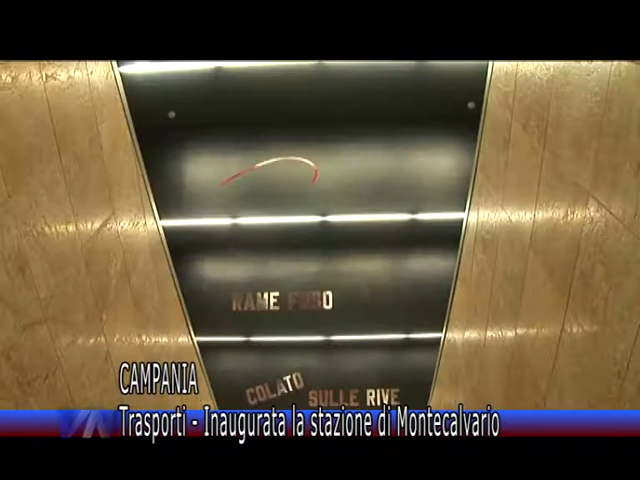 RAME FUSO
COLATO
SULLE RIVE
CAMPANIA
Trasporti - Inaugurata la stazione di Montecalvario